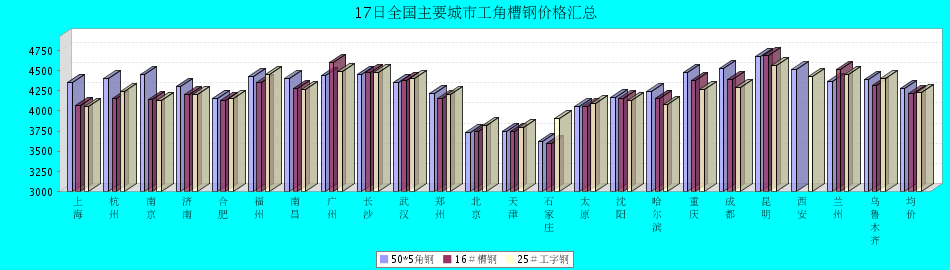 17日全国主要城市工角槽钢价格汇总
4750
4500
4250
4000
3750
3500
3250
3000
上海
杭州
南京
济南
合肥
福州
南昌
广州
长沙
武汉
郑州
北京
天津
石家庄
太原
沈阳
哈尔滨
重庆
成都
昆明
西安
兰州
乌鲁木齐
均价
50*5角钢
16＃槽钢
25＃工字钢